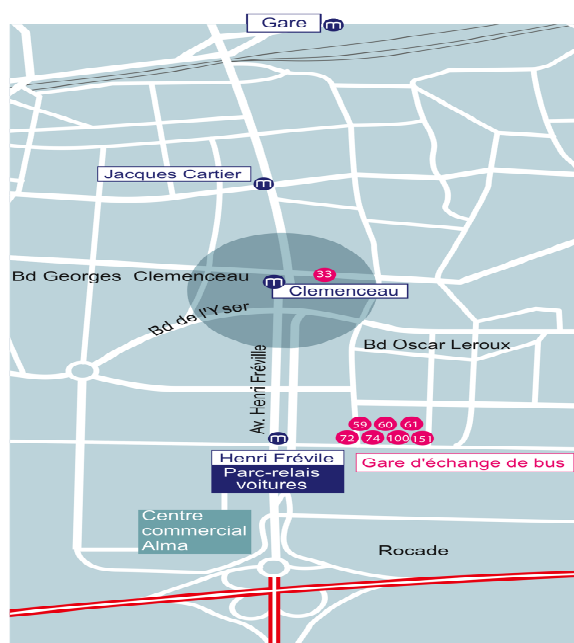 Gare m
Jacques Cartier
m
33
Bd Georges Clemenceau m
Clemenceau
Bd de l'Yser
Bd Oscar Leroux
Av. Henri Fréville
59 60 61
m 72 74 100 151
Henri Frévile
Gare d'échange de bus
Parc-relais
voitures
Centre
commercial
Alma
Rocade